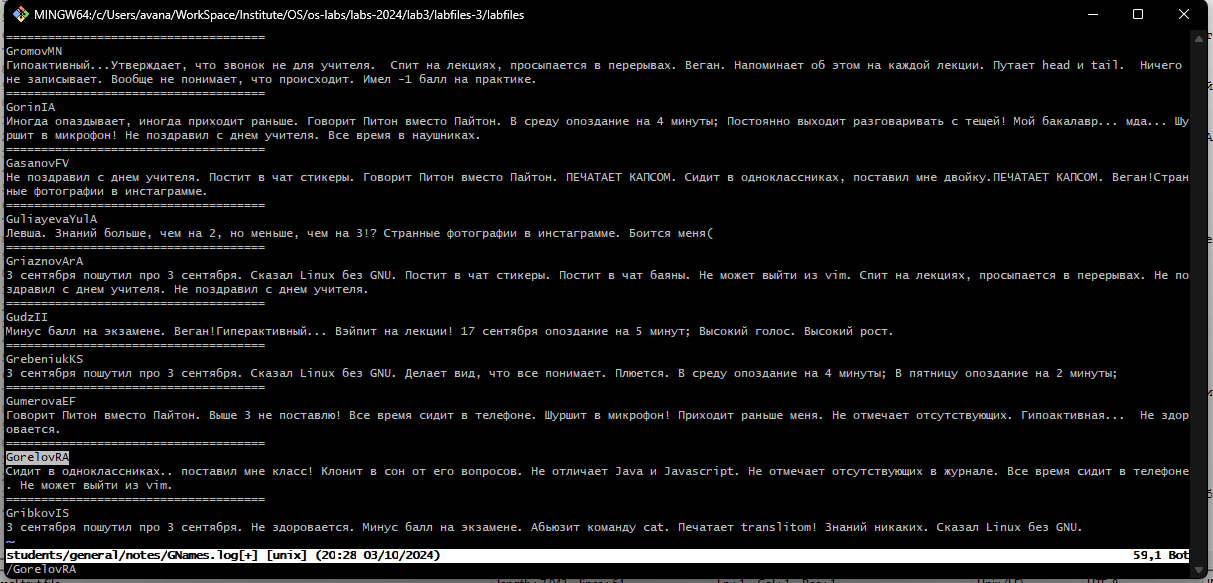 MINGW64:/c/Users/avana/WorkSpace/Institute/OS/os-labs/labs-2024/lab3/labfiles-3/labfiles
=====================================
GromovMN
Гипоактивный...Утверждает, что звонок не для учителя.  Спит на лекциях, просыпается в перерывах. Веган. Напоминает об этом на каждой лекции. Путает head и tail.  Ничего
не записывает. Вообще не понимает, что происходит. Имел -1 балл на практике.
=====================================
GorinIA
Иногда опаздывает, иногда приходит раньше. Говорит Питон вместо Пайтон. В среду опоздание на 4 минуты; Постоянно выходит разговаривать с тещей! Мой бакалавр... мда... Шу
ршит в микрофон! Не поздравил с днем учителя. Все время в наушниках.
=====================================
GasanovFV
Не поздравил с днем учителя. Постит в чат стикеры. Говорит Питон вместо Пайтон. ПЕЧАТАЕТ КАПСОМ. Сидит в одноклассниках, поставил мне двойку.ПЕЧАТАЕТ КАПСОМ. Веган!Стран
ные фотографии в инстаграмме.
=====================================
GuliayevaYulA
Левша. Знаний больше, чем на 2, но меньше, чем на 3!? Странные фотографии в инстаграмме. Боится меня(
=====================================
GriaznovArA
3 сентября пошутил про 3 сентября. Сказал Linux без GNU. Постит в чат стикеры. Постит в чат баяны. Не может выйти из vim. Спит на лекциях, просыпается в перерывах. Не по
здравил с днем учителя. Не поздравил с днем учителя.
=====================================
GudzII
Минус балл на экзамене. Веган!Гиперактивный... Вэйпит на лекции! 17 сентября опоздание на 5 минут; Высокий голос. Высокий рост.
=====================================
GrebeniukKS
3 сентября пошутил про 3 сентября. Сказал Linux без GNU. Делает вид, что все понимает. Плюется. В среду опоздание на 4 минуты; В пятницу опоздание на 2 минуты;
=====================================
GumerovaEF
Говорит Питон вместо Пайтон. Выше 3 не поставлю! Все время сидит в телефоне. Шуршит в микрофон! Приходит раньше меня. Не отмечает отсутствующих. Гипоактивная...  Не здор
овается.
=====================================
GorelovRA
Сидит в одноклассниках.. поставил мне класс! Клонит в сон от его вопросов. Не отличает Java и Javascript. Не отмечает отсутствующих в журнале. Все время сидит в телефоне
. Не может выйти из vim.
=====================================
GribkovIS
3 сентября пошутил про 3 сентября. Не здоровается. Минус балл на экзамене. Абьюзит команду cat. Печатает translitom! Знаний никаких. Сказал Linux без GNU.
~
students/general/notes/GNames.log[+] [unix] (20:28 03/10/2024) 59,1 Bot
/GorelovRA